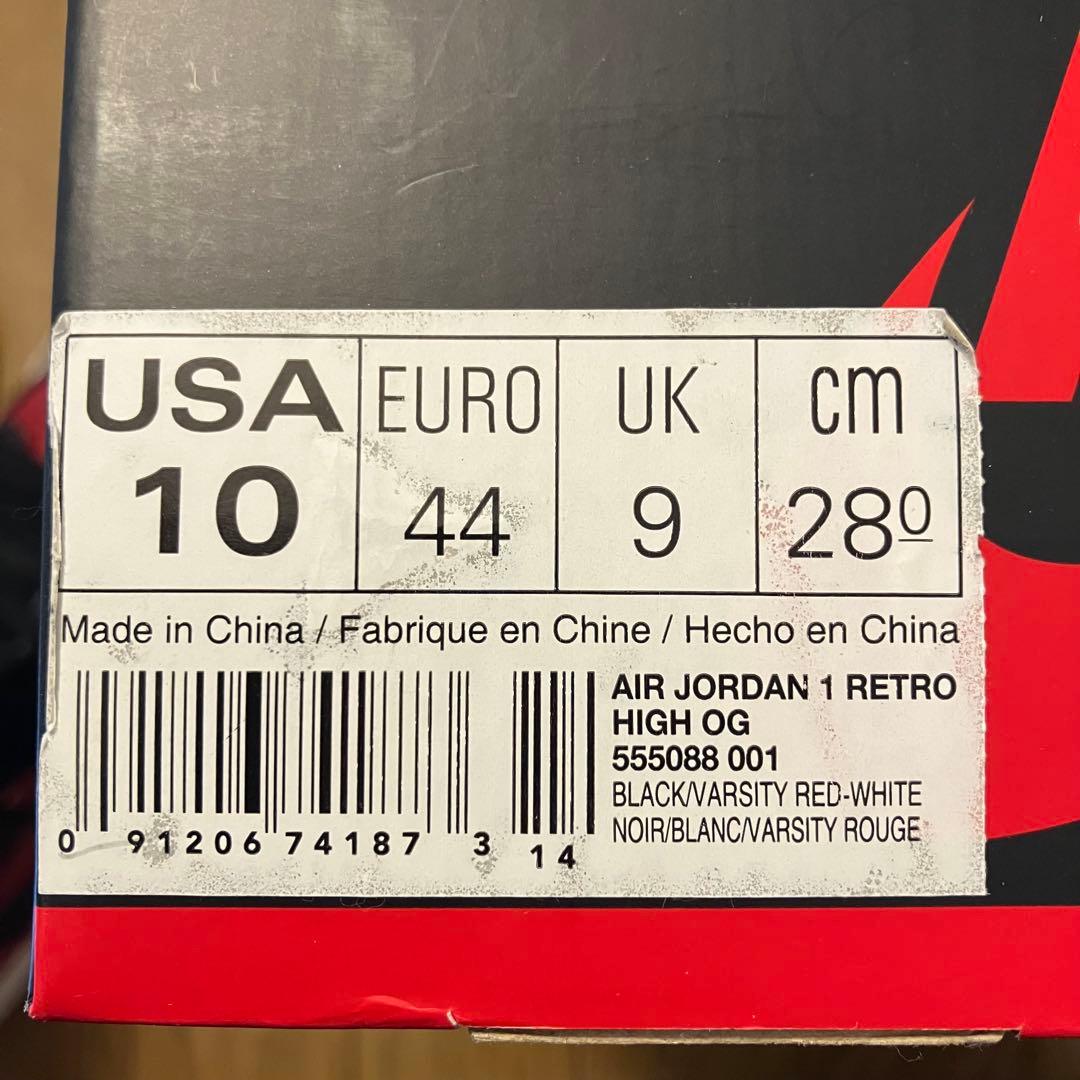 USA EURO UK cm
10 44 9 28 0
Made in China / Fabrique en Chine / Hecho en China
AIR JORDAN 1 RETRO
HIGH OG
555088 001
BLACK/VARSITY RED-WHITE
NOIR/BLANC/VARSITY ROUGE
0 91206 74187 3 14